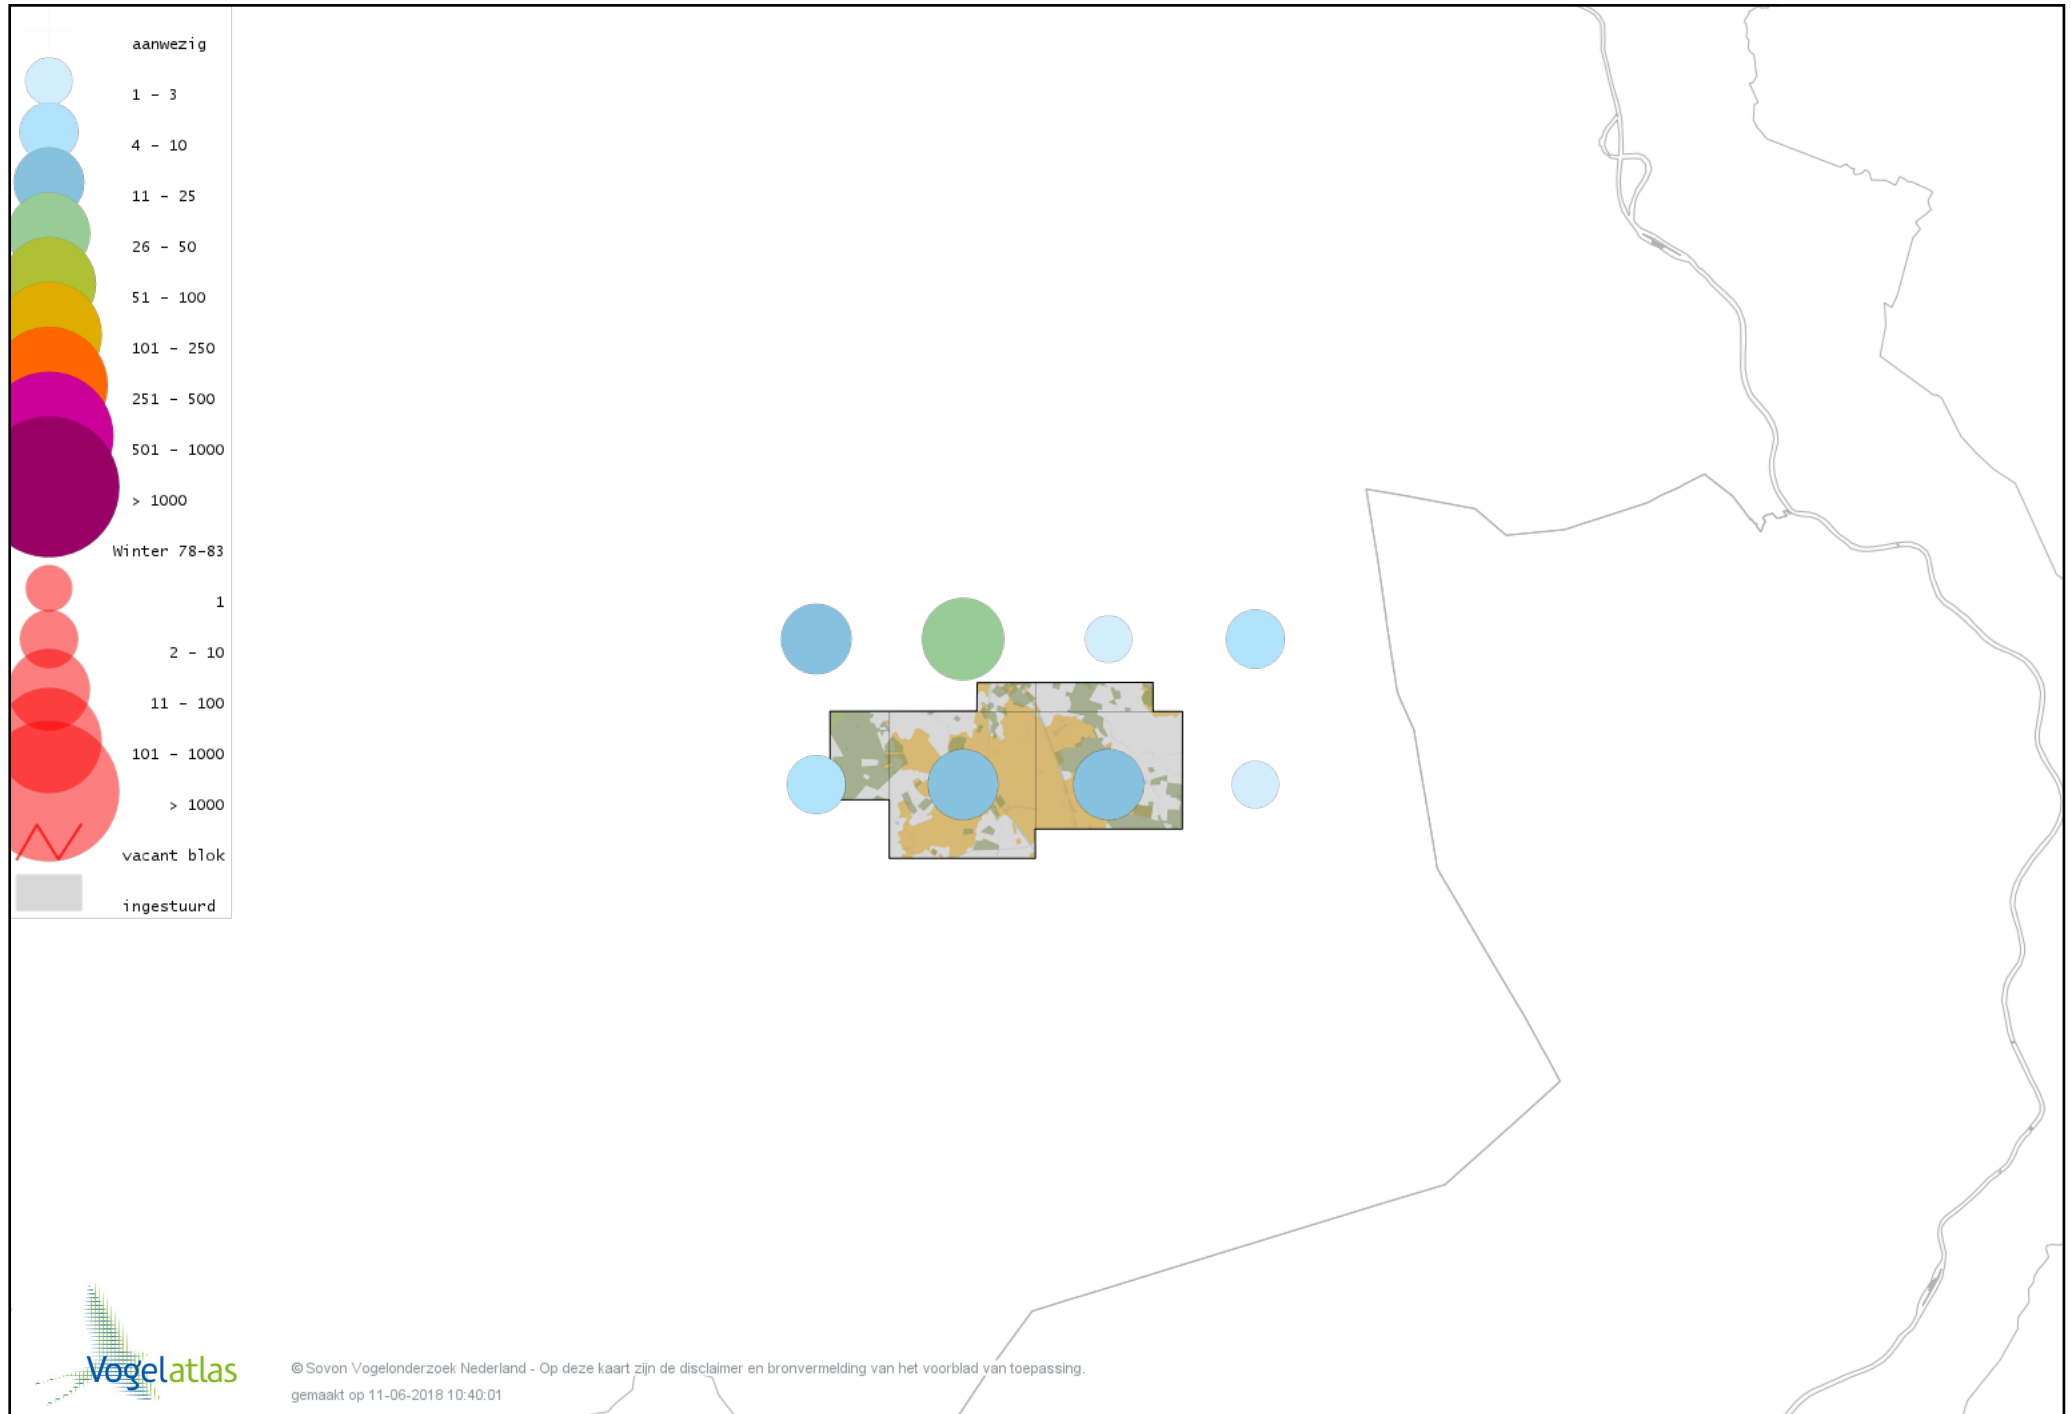 aanwezig
1 - 3
4 - 10
11 - 25
26 - 50
51 - 100
101 - 250
251 - 500
501 - 1000
> 1000
Winter 78-83
1
2 - 10
11 - 100
101 - 1000
> 1000
vacant blok
ingestuurd
Vogelatlas
© Sovon Vogelonderzoek Nederland - Op deze kaart zijn de disclaimer en bronvermelding van het voorblad van toepassing.
gemaakt op 11-06-2018 10:40:01